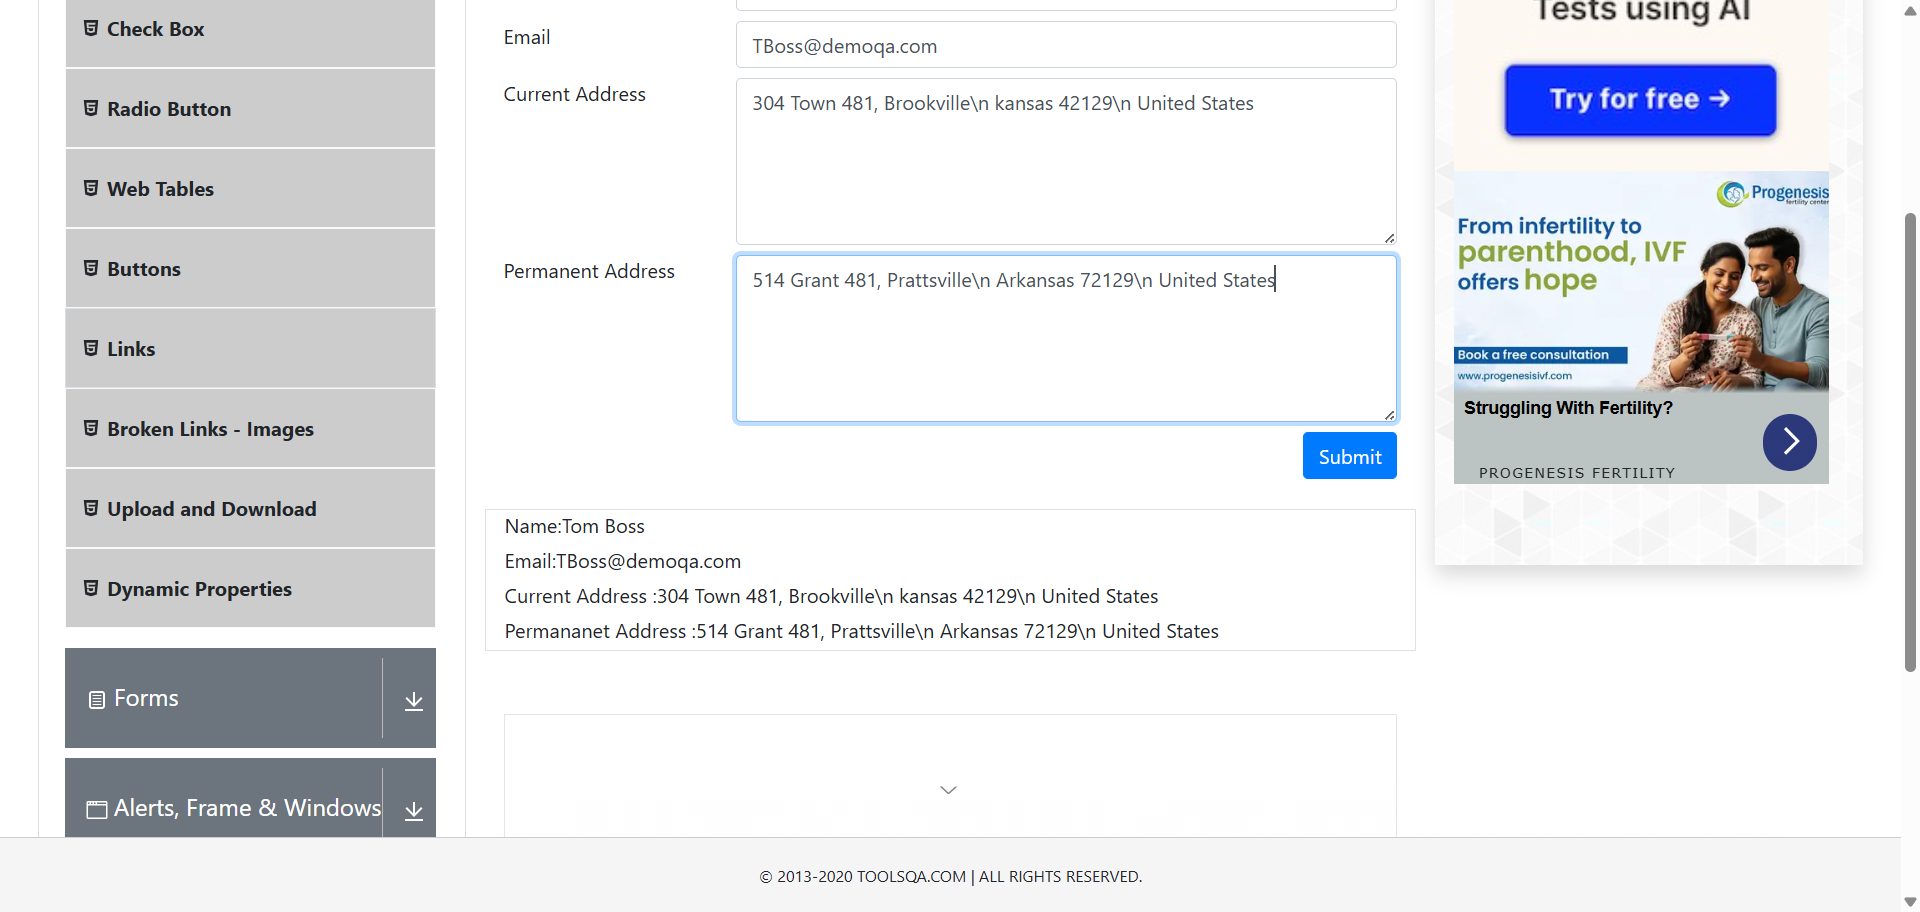 Check Box
Radio Button
Web Tables
Buttons
Links
Broken Links - Images
Upload and Download
Dynamic Properties
Forms
Alerts, Frame & Windows
Email
TBoss@demoqa.com
Current Address
304 Town 481, Brookville\n kansas 42129\n United States
Permanent Address
514 Grant 481, Prattsville\n Arkansas 72129\n United States
Submit
Name:Tom Boss
Email:TBoss@demoqa.com
Current Address :304 Town 481, Brookville\n kansas 42129\n United States
Permananet Address :514 Grant 481, Prattsville\n Arkansas 72129\n United States
Tests using AI
Try for free →
Progenesis
fertility center
From infertility to
parenthood, IVF
offers hope
Book a free consultation
www.progenesisivf.com
Struggling With Fertility?
PROGENESIS FERTILITY
© 2013-2020 TOOLSQA.COM | ALL RIGHTS RESERVED.